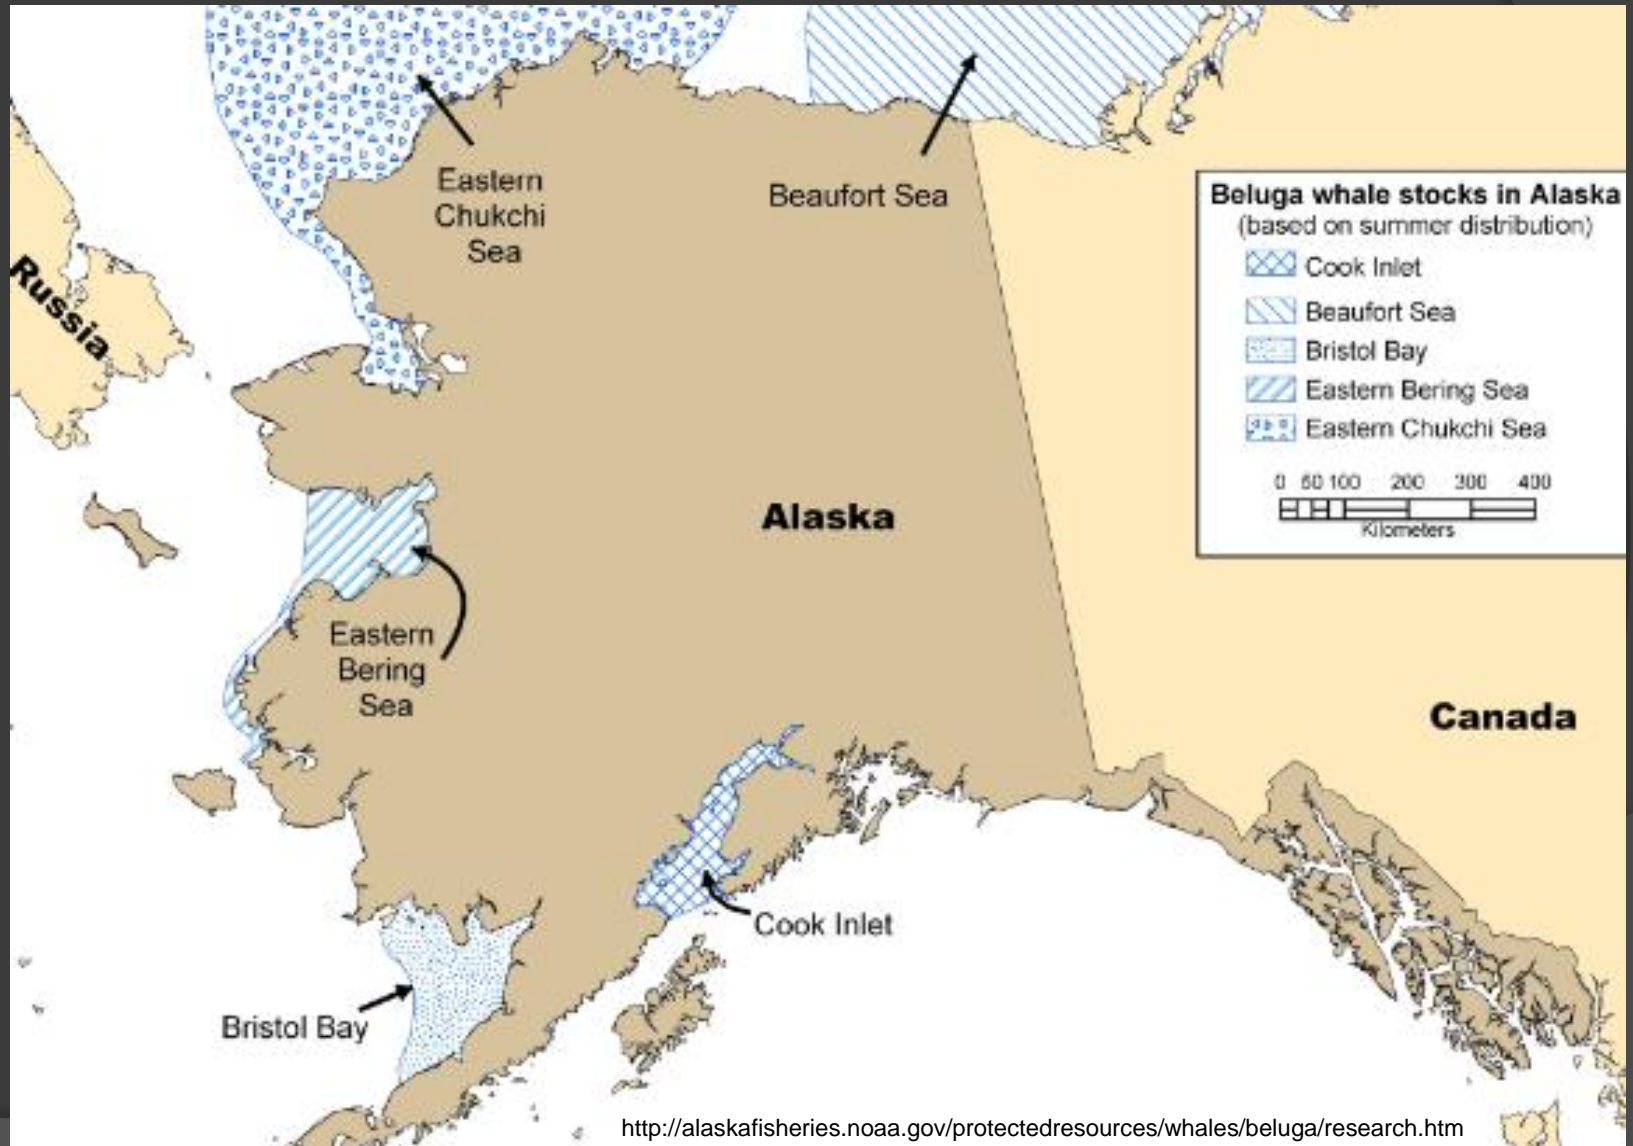 Eastern
Chukchi
Sea
Beaufort Sea
Beluga whale stocks in Alaska
(based on summer distribution)
Cook Inlet
Beaufort Sea
Bristol Bay
Eastern Bering Sea
Eastern Chukchi Sea
0 50 100 200 300 400
Kilometers
Russia
Alaska
Eastern
Bering
Sea
Canada
Cook Inlet
Bristol Bay
http://alaskafisheries.noaa.gov/protectedresources/whales/beluga/research.htm